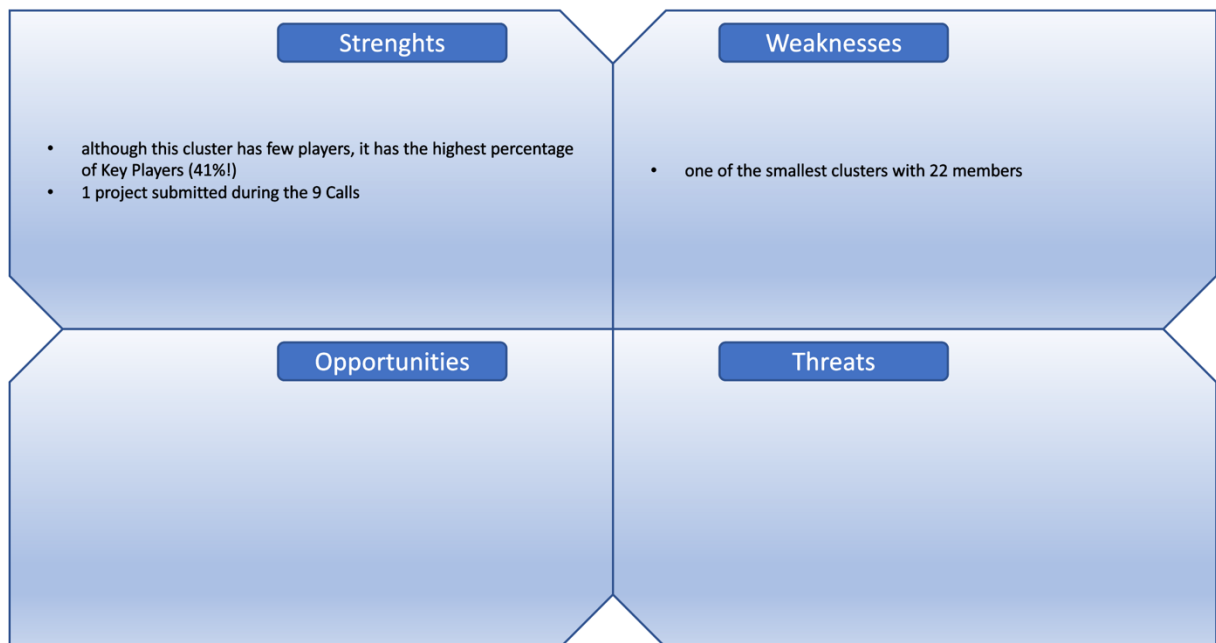 Strenghts
• although this cluster has few players, it has the highest percentage
of Key Players (41%!)
• 1 project submitted during the 9 Calls
Weaknesses
• one of the smallest clusters with 22 members
Opportunities
Threats